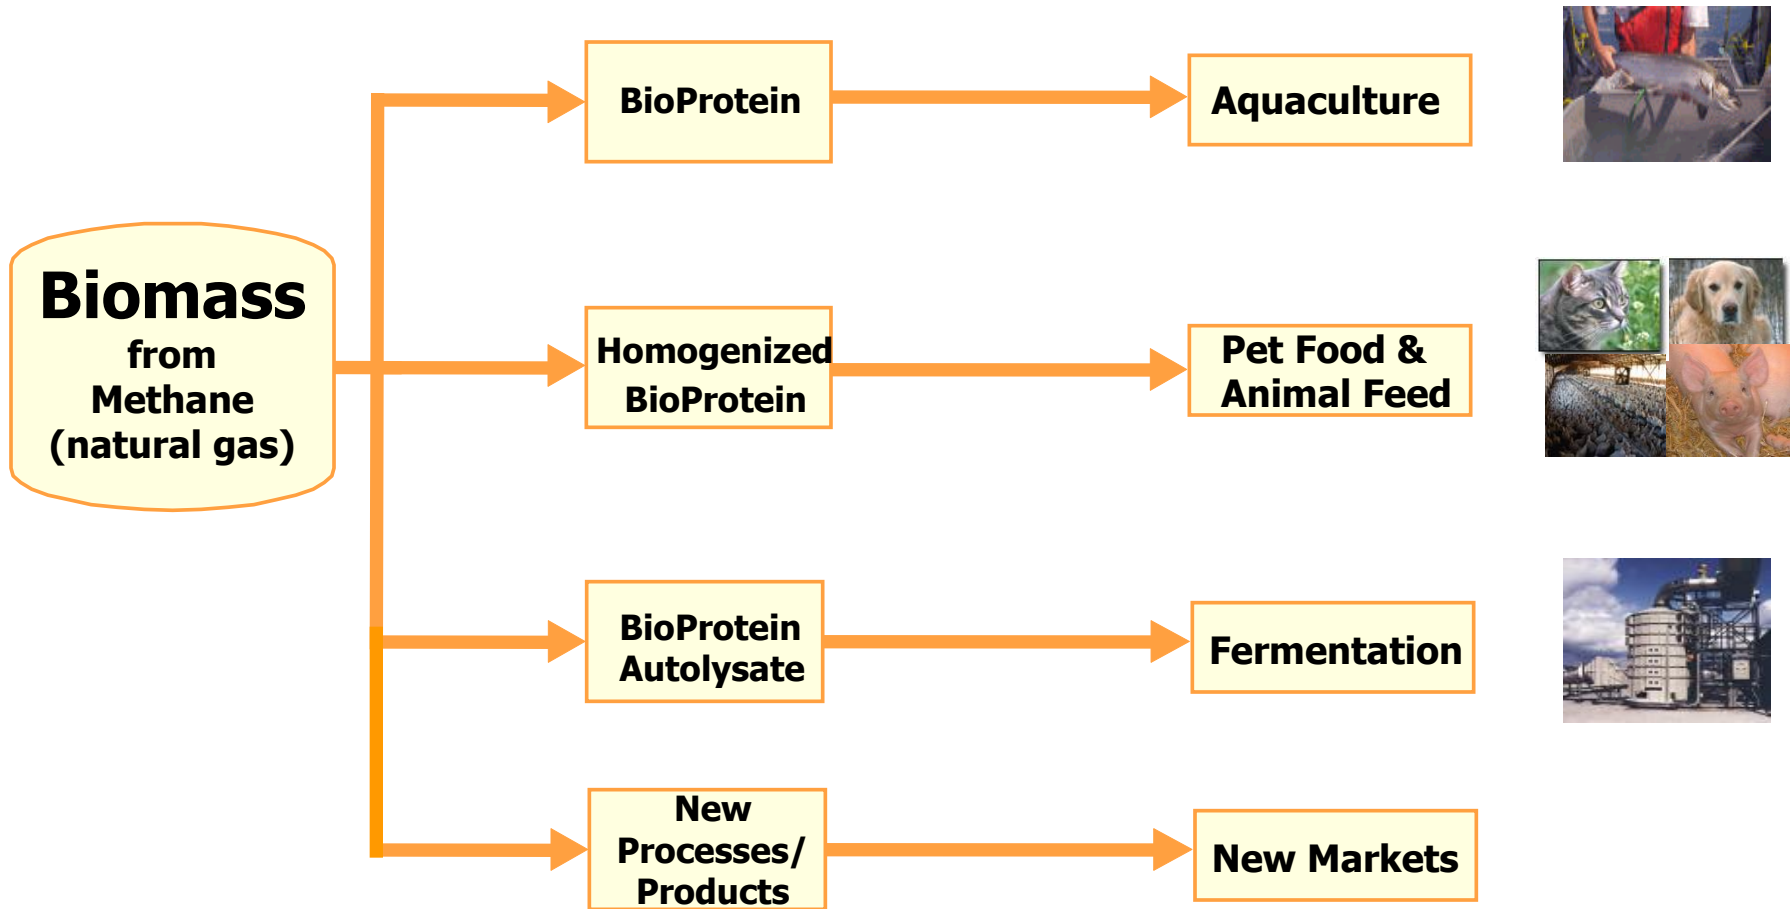 Biomass
from
Methane
(natural gas)
BioProtein
Aquaculture
Homogenized
BioProtein
Pet Food &
Animal Feed
BioProtein
Autolysate
Fermentation
New
Processes/
Products
New Markets